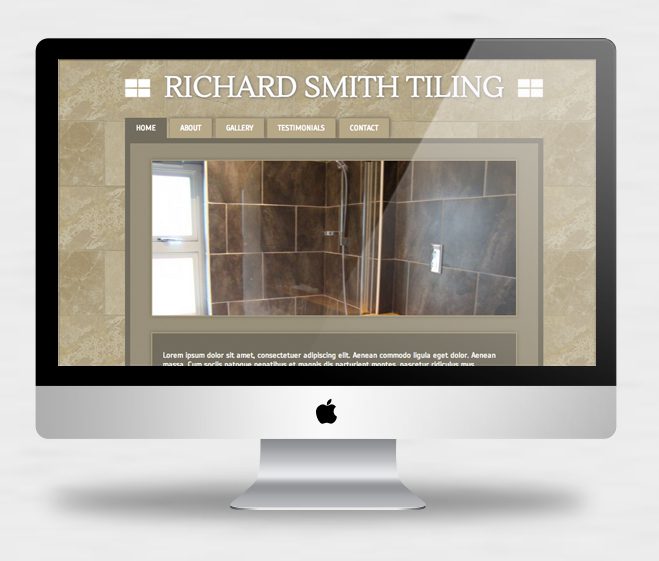 RICHARD SMITH TILING
HOME ABOUT GALLERY TESTIMONIALS CONTACT
Lorem ipsum dolor sit amet, consectetuer adipiscing elit. Aenean commodo ligula eget dolor. Aenean
massa. Cum sociis natoque penatibus et magnis dis parturient montes, nascetur ridiculus mus.